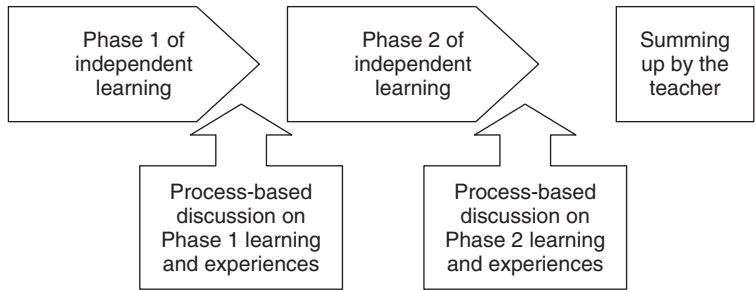 Phase 1 of
independent
learning
Phase 2 of
independent
learning
Summing
up by the
teacher
Process-based
discussion on
Phase 1 learning
and experiences
Process-based
discussion on
Phase 2 learning
and experiences